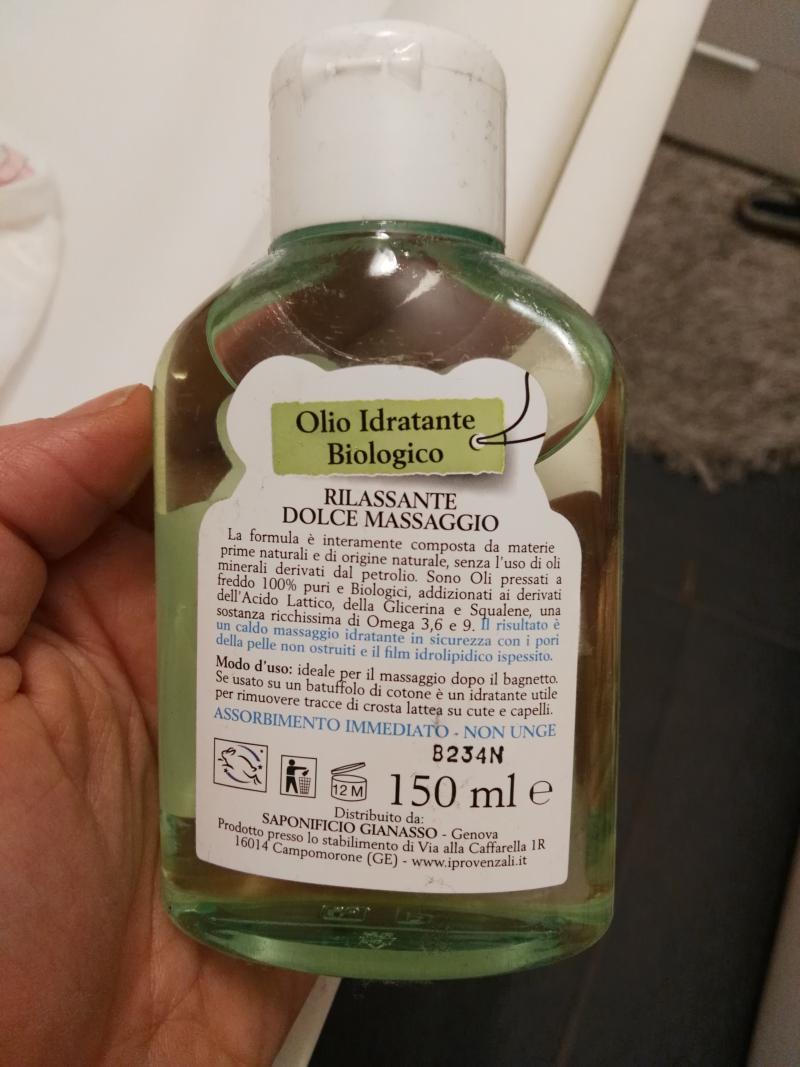 Olio Idratante
Biologico
RILASSANTE
DOLCE MASSAGGIO
La formula è interamente composta da materie
prime naturali e di origine naturale, senza l'uso di oli
minerali derivati dal petrolio. Sono Oli pressati a
freddo 100% puri e Biologici, addizionati ai derivati
dell'Acido Lattico, della Glicerina e Squalene, una
sostanza ricchissima di Omega 3,6 e 9. Il risultato è
un caldo massaggio idratante in sicurezza con i pori
della pelle non ostruiti e il film idrolipidico ispessito.
Modo d'uso: ideale per il massaggio dopo il bagnetto.
Se usato su un batuffolo di cotone è un idratante utile
per rimuovere tracce di crosta lattea su cute e capelli.
ASSORBIMENTO IMMEDIATO - NON UNGE
B234N
12 M
150 ml e
Distribuito da:
SAPONIFICIO GIANASSO - Genova
Prodotto presso lo stabilimento di Via alla Caffarella 1R
16014 Campomorone (GE) - www.iprovenzali.it